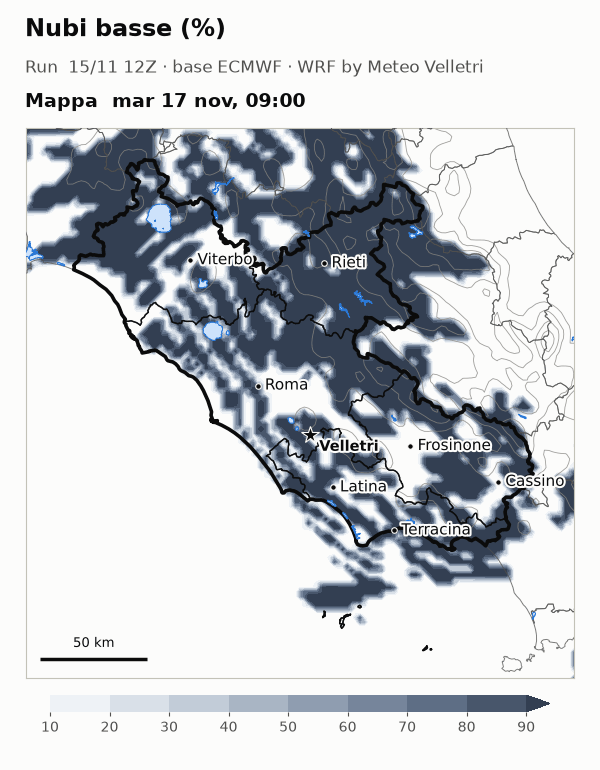 Nubi basse (%)
Run  15/11 12Z · base ECMWF · WRF by Meteo Velletri
Mappa  mar 17 nov, 09:00
Viterbo
Rieti
Roma
Velletri
Frosinone
Cassino
Latina
Terracina
50 km
10 20 30 40 50 60 70 80 90